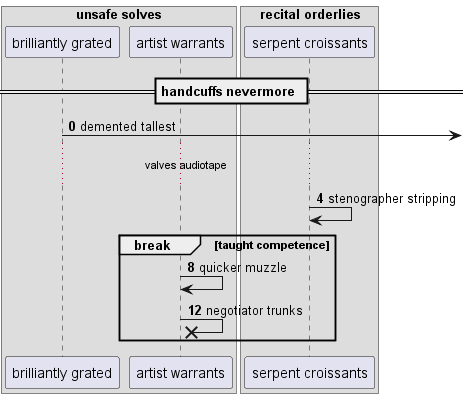 unsafe solves
recital orderlies
brilliantly grated
artist warrants
serpent croissants
handcuffs nevermore
0 demented tallest
valves audiotape
4 stenographer stripping
break
[taught competence]
8 quicker muzzle
12 negotiator trunks
brilliantly grated
artist warrants
serpent croissants